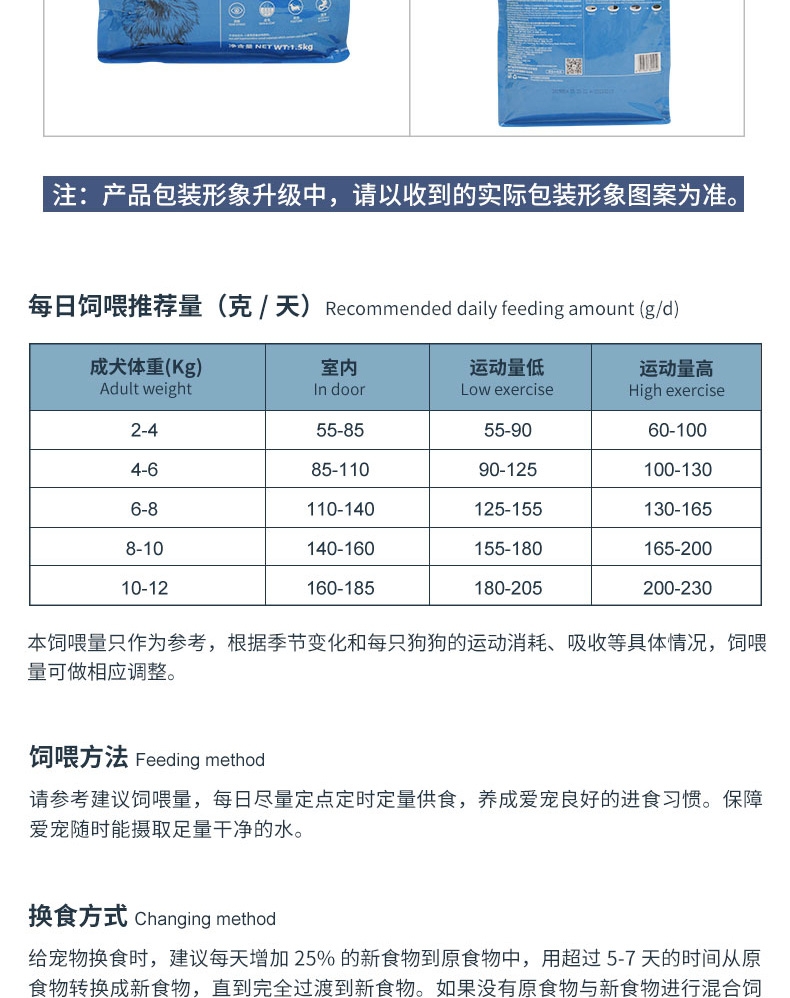 净含量 NET WT:1.5kg
注：产品包装形象升级中，请以收到的实际包装形象图案为准。
每日饲喂推荐量（克 / 天）Recommended daily feeding amount (g/d)
成犬体重(Kg) 室内 运动量低 运动量高
Adult weight In door Low exercise High exercise
2-4 55-85 55-90 60-100
4-6 85-110 90-125 100-130
6-8 110-140 125-155 130-165
8-10 140-160 155-180 165-200
10-12 160-185 180-205 200-230
本饲喂量只作为参考，根据季节变化和每只狗狗的运动消耗、吸收等具体情况，饲喂
量可做相应调整。
饲喂方法 Feeding method
请参考建议饲喂量，每日尽量定点定时定量供食，养成爱宠良好的进食习惯。保障
爱宠随时能摄取足量干净的水。
换食方式 Changing method
给宠物换食时，建议每天增加 25% 的新食物到原食物中，用超过 5-7 天的时间从原
食物转换成新食物，直到完全过渡到新食物。如果没有原食物与新食物进行混合饲